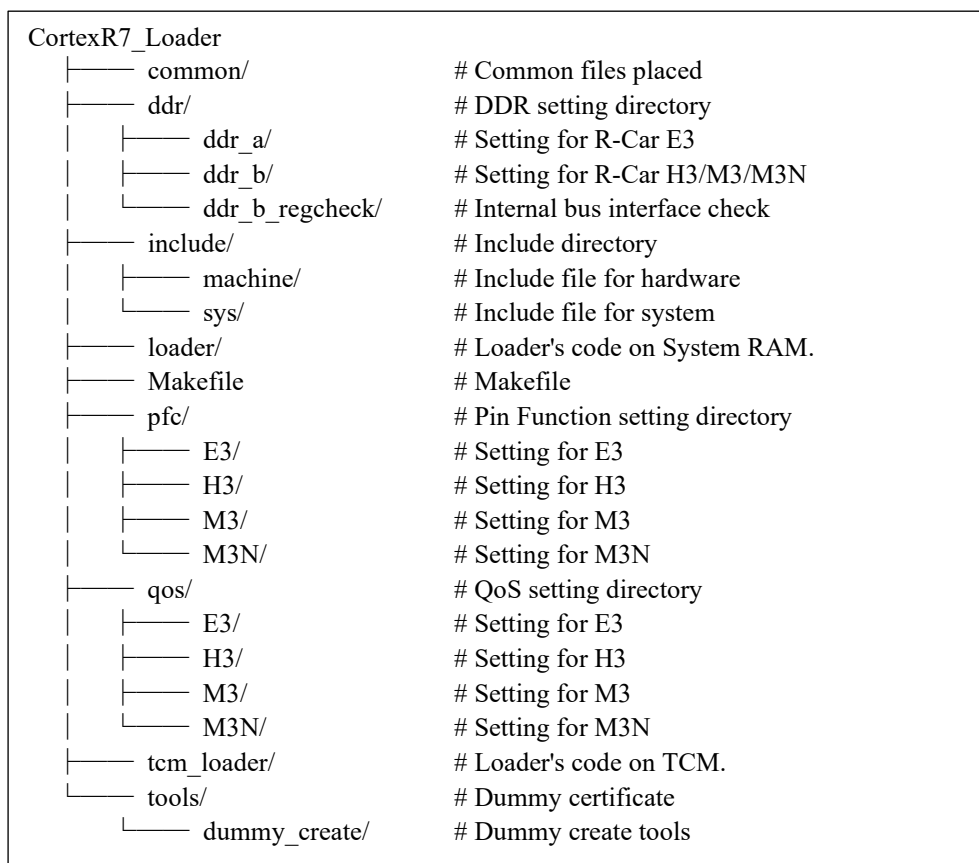 CortexR7_Loader
├── common/ # Common files placed
├── ddr/ # DDR setting directory
│ ├── ddr_a/ # Setting for R-Car E3
│ ├── ddr_b/ # Setting for R-Car H3/M3/M3N
│ └── ddr_b_regcheck/ # Internal bus interface check
├── include/ # Include directory
│ ├── machine/ # Include file for hardware
│ └── sys/ # Include file for system
├── loader/ # Loader's code on System RAM.
├── Makefile # Makefile
├── pfc/ # Pin Function setting directory
│ ├── E3/ # Setting for E3
│ ├── H3/ # Setting for H3
│ ├── M3/ # Setting for M3
│ └── M3N/ # Setting for M3N
├── qos/ # QoS setting directory
│ ├── E3/ # Setting for E3
│ ├── H3/ # Setting for H3
│ ├── M3/ # Setting for M3
│ └── M3N/ # Setting for M3N
├── tcm_loader/ # Loader's code on TCM.
└── tools/ # Dummy certificate
└── dummy_create/ # Dummy create tools